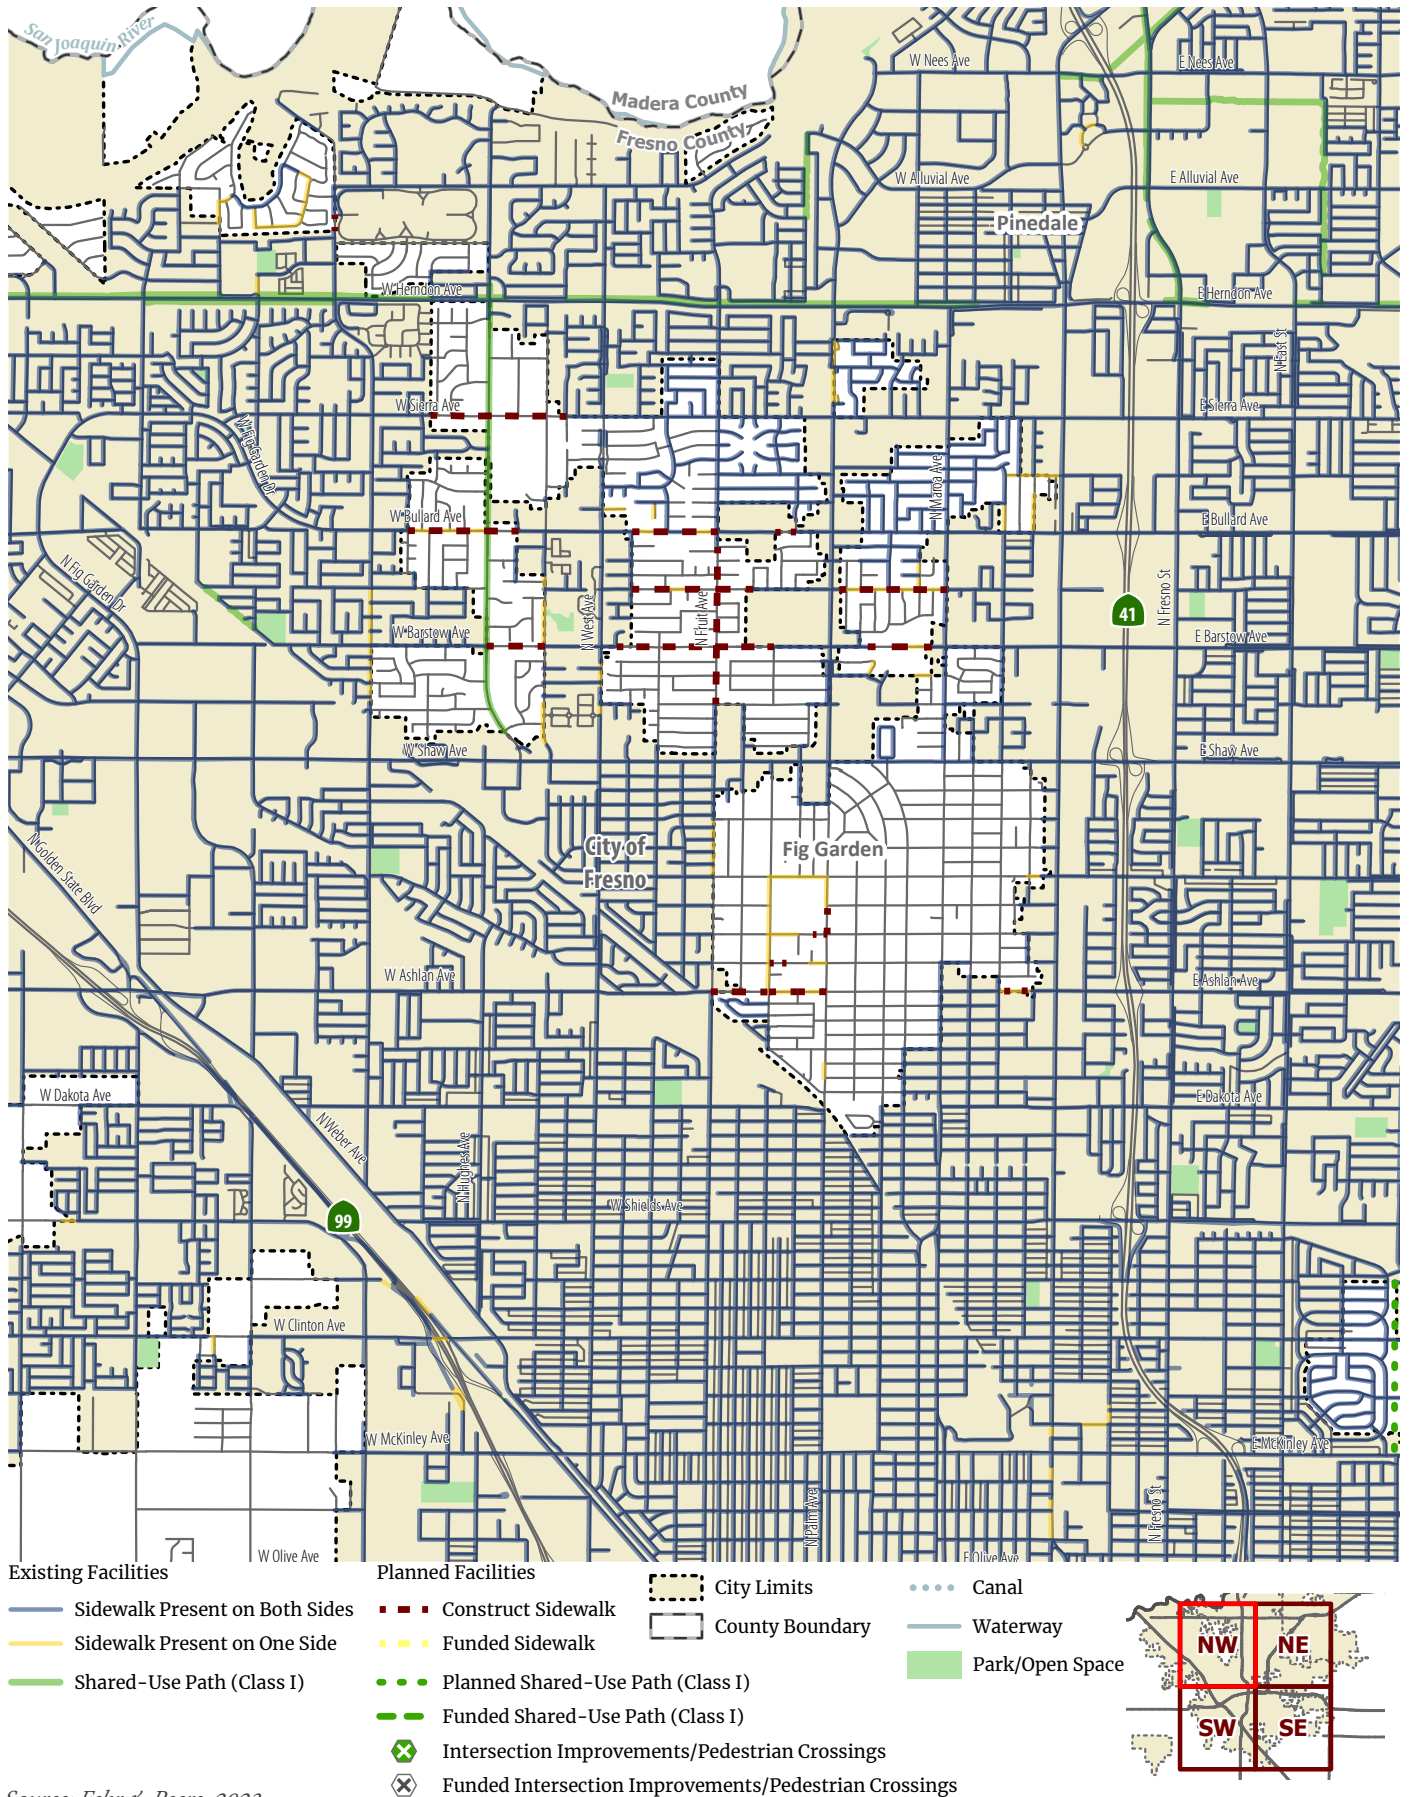 San Joaquin River
W Nees Ave
E Nees Ave
Madera County
Fresno County
W Alluvial Ave
E Alluvial Ave
Pinedale
W Herndon Ave
E Herndon Ave
N East St
W Sierra Ave
E Sierra Ave
W Fig Garden Dr
N Maroa Ave
W Bullard Ave
E Bullard Ave
N Fig Garden Dr
N West Ave
N Fruit Ave
N Fresno St
41
W Barstow Ave
E Barstow Ave
W Shaw Ave
E Shaw Ave
N Golden State Blvd
City of
Fresno
Fig Garden
W Ashlan Ave
E Ashlan Ave
W Dakota Ave
E Dakota Ave
N Weber Ave
N Hughes Ave
W Shields Ave
99
W Clinton Ave
W McKinley Ave
E McKinley Ave
N Palm Ave
N Fresno St
W Olive Ave
E Olive Ave
Existing Facilities
Sidewalk Present on Both Sides
Sidewalk Present on One Side
Shared-Use Path (Class I)
Planned Facilities
Construct Sidewalk
Funded Sidewalk
Planned Shared-Use Path (Class I)
Funded Shared-Use Path (Class I)
Intersection Improvements/Pedestrian Crossings
Funded Intersection Improvements/Pedestrian Crossings
City Limits
County Boundary
Canal
Waterway
Park/Open Space
NW
NE
SW
SE